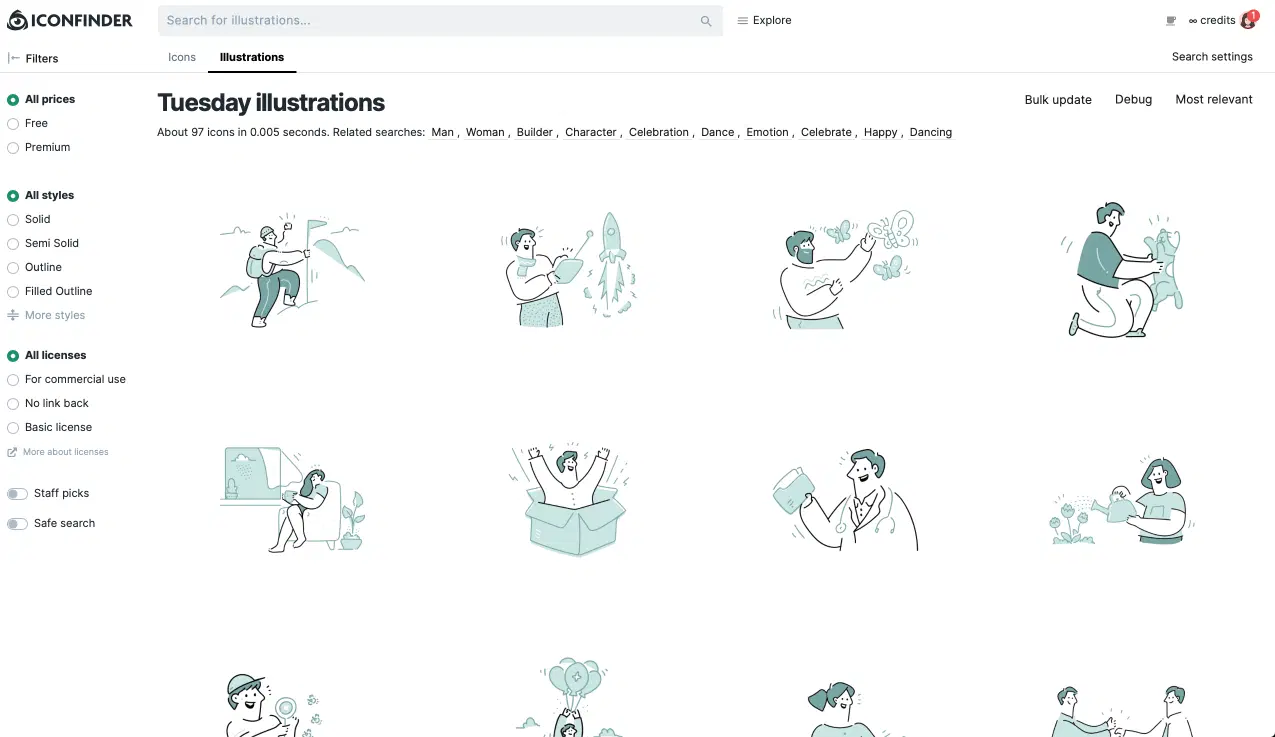 ICONFINDER
Search for illustrations...
Explore
∞ credits
1
Filters
Icons
Illustrations
Search settings
All prices
Free
Premium
All styles
Solid
Semi Solid
Outline
Filled Outline
More styles
All licenses
For commercial use
No link back
Basic license
More about licenses
Staff picks
Safe search
Tuesday illustrations
Bulk update
Debug
Most relevant
About 97 icons in 0.005 seconds. Related searches: Man , Woman , Builder , Character , Celebration , Dance , Emotion , Celebrate , Happy , Dancing